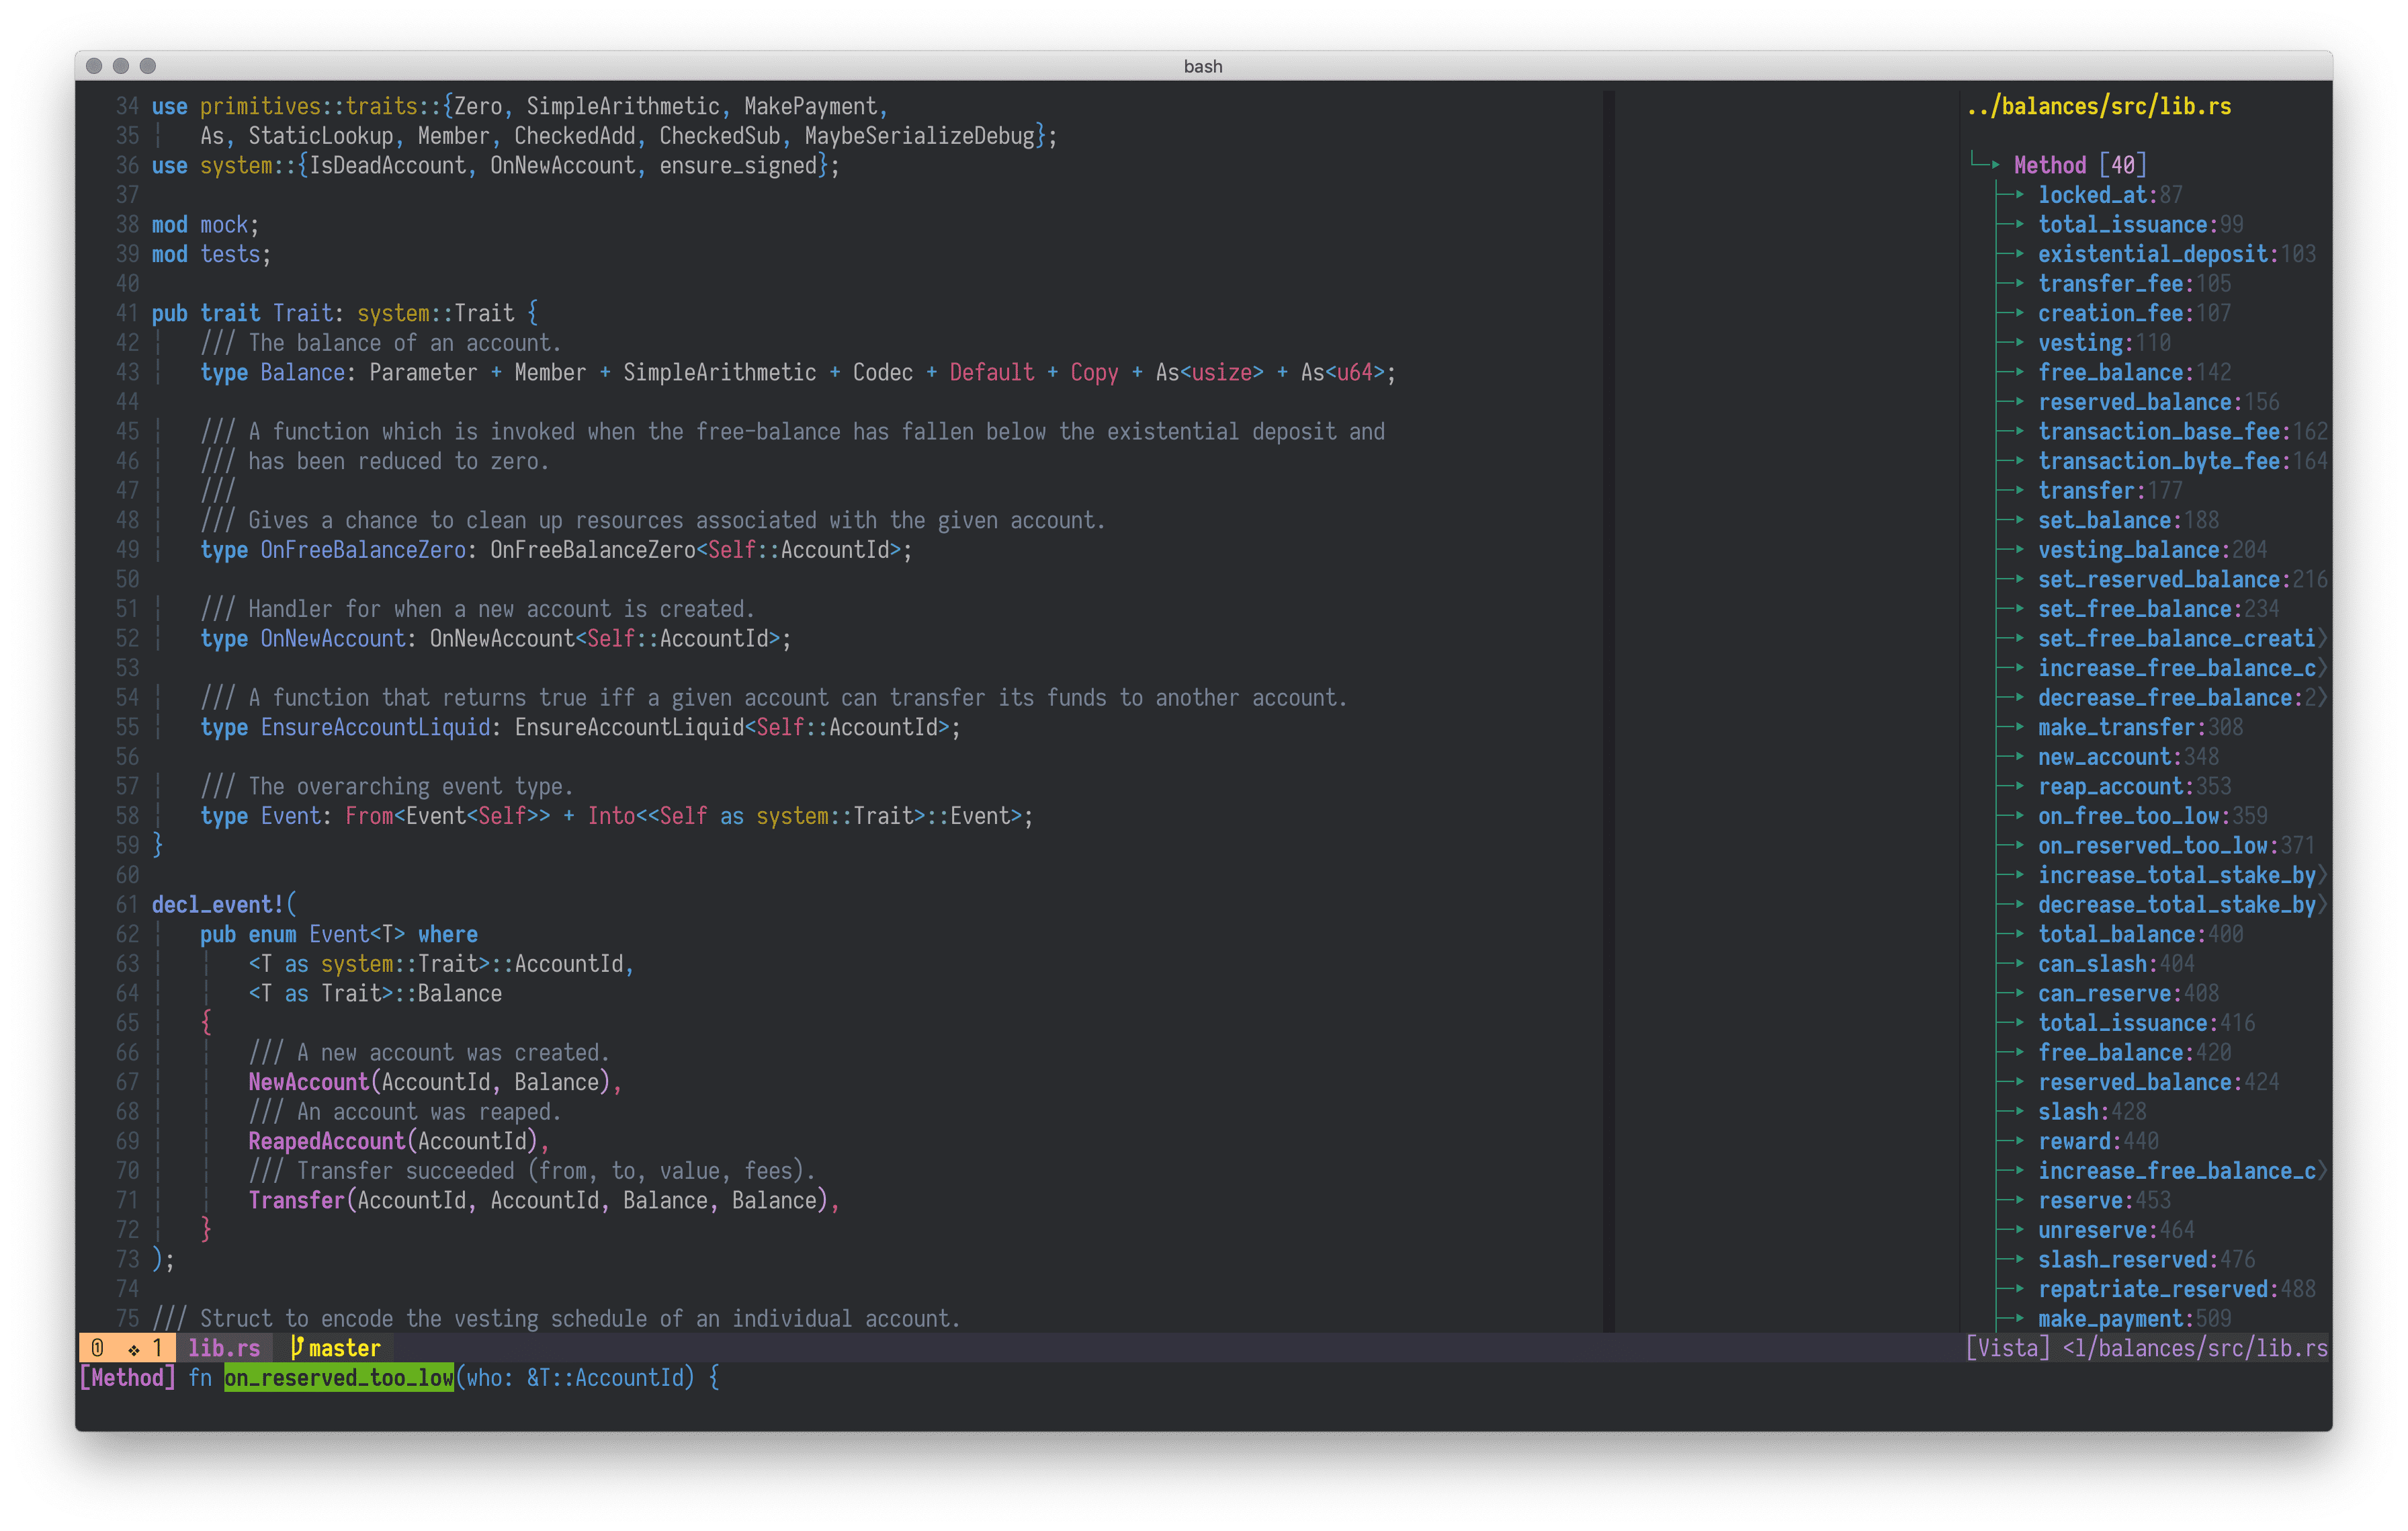 bash
34 use primitives::traits::{Zero, SimpleArithmetic, MakePayment,
35     As, StaticLookup, Member, CheckedAdd, CheckedSub, MaybeSerializeDebug};
36 use system::{IsDeadAccount, OnNewAccount, ensure_signed};
37
38 mod mock;
39 mod tests;
40
41 pub trait Trait: system::Trait {
42     /// The balance of an account.
43     type Balance: Parameter + Member + SimpleArithmetic + Codec + Default + Copy + As<usize> + As<u64>;
44
45     /// A function which is invoked when the free-balance has fallen below the existential deposit and
46     /// has been reduced to zero.
47     ///
48     /// Gives a chance to clean up resources associated with the given account.
49     type OnFreeBalanceZero: OnFreeBalanceZero<Self::AccountId>;
50
51     /// Handler for when a new account is created.
52     type OnNewAccount: OnNewAccount<Self::AccountId>;
53
54     /// A function that returns true iff a given account can transfer its funds to another account.
55     type EnsureAccountLiquid: EnsureAccountLiquid<Self::AccountId>;
56
57     /// The overarching event type.
58     type Event: From<Event<Self>> + Into<<Self as system::Trait>::Event>;
59 }
60
61 decl_event!(
62     pub enum Event<T> where
63         <T as system::Trait>::AccountId,
64         <T as Trait>::Balance
65     {
66         /// A new account was created.
67         NewAccount(AccountId, Balance),
68         /// An account was reaped.
69         ReapedAccount(AccountId),
70         /// Transfer succeeded (from, to, value, fees).
71         Transfer(AccountId, AccountId, Balance, Balance),
72     }
73 );
74
75 /// Struct to encode the vesting schedule of an individual account.
../balances/src/lib.rs
Method [40]
locked_at:87
total_issuance:99
existential_deposit:103
transfer_fee:105
creation_fee:107
vesting:110
free_balance:142
reserved_balance:156
transaction_base_fee:162
transaction_byte_fee:164
transfer:177
set_balance:188
vesting_balance:204
set_reserved_balance:216
set_free_balance:234
set_free_balance_creati〉
increase_free_balance_c〉
decrease_free_balance:2〉
make_transfer:308
new_account:348
reap_account:353
on_free_too_low:359
on_reserved_too_low:371
increase_total_stake_by〉
decrease_total_stake_by〉
total_balance:400
can_slash:404
can_reserve:408
total_issuance:416
free_balance:420
reserved_balance:424
slash:428
reward:440
increase_free_balance_c〉
reserve:453
unreserve:464
slash_reserved:476
repatriate_reserved:488
make_payment:509
① ❖ 1 lib.rs master
[Vista] <l/balances/src/lib.rs
[Method] fn on_reserved_too_low(who: &T::AccountId) {